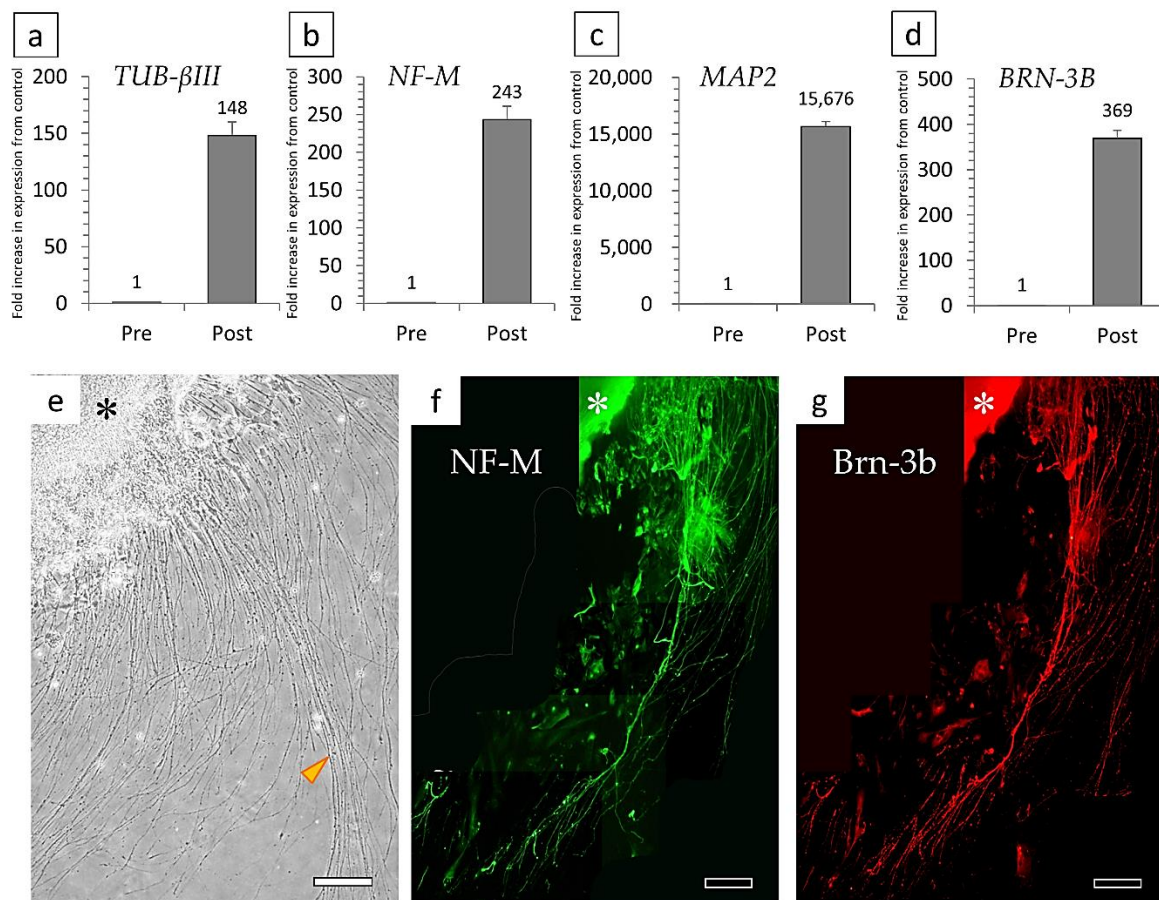 a
TUB-βIII
Fold increase in expression from control
200
150
100
50
0
148
1
Pre Post
b
NF-M
Fold increase in expression from control
300
250
200
150
100
50
0
243
1
Pre Post
c
MAP2
Fold increase in expression from control
20,000
15,000
10,000
5,000
0
15,676
1
Pre Post
d
BRN-3B
Fold increase in expression from control
500
400
300
200
100
0
369
1
Pre Post
e
*
f
*
NF-M
g
*
Brn-3b